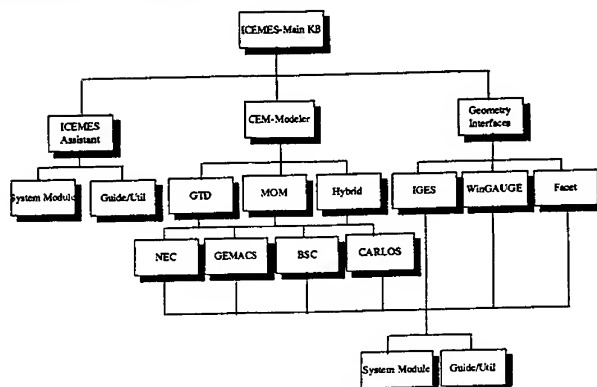 ICEMES-Main KB
ICEMES
Assistant
CEM-Modeler
Geometry
Interfaces
System Module
Guide/Util
GTD
MOM
Hybrid
IGES
WinGAUGE
Facet
NEC
GEMACS
BSC
CARLOS
System Module
Guide/Util